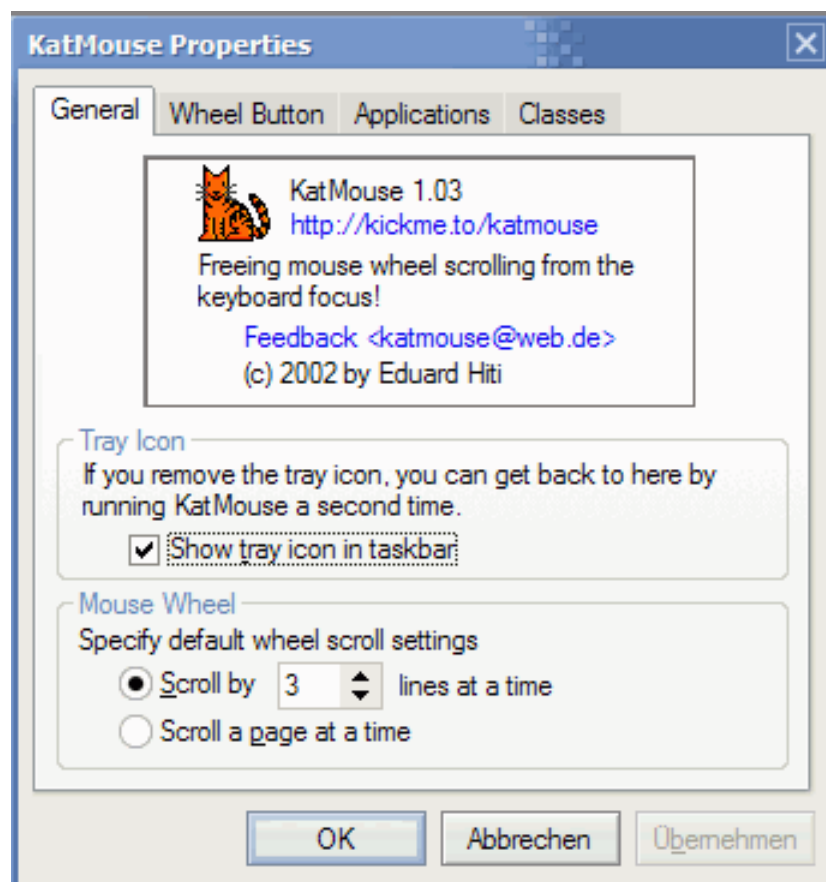 KatMouse Properties
General Wheel Button Applications Classes
KatMouse 1.03
http://kickme.to/katmouse
Freeing mouse wheel scrolling from the
keyboard focus!
Feedback <katmouse@web.de>
(c) 2002 by Eduard Hiti
Tray Icon
If you remove the tray icon, you can get back to here by
running KatMouse a second time.
Show tray icon in taskbar
Mouse Wheel
Specify default wheel scroll settings
Scroll by 3 lines at a time
Scroll a page at a time
OK Abbrechen Übernehmen